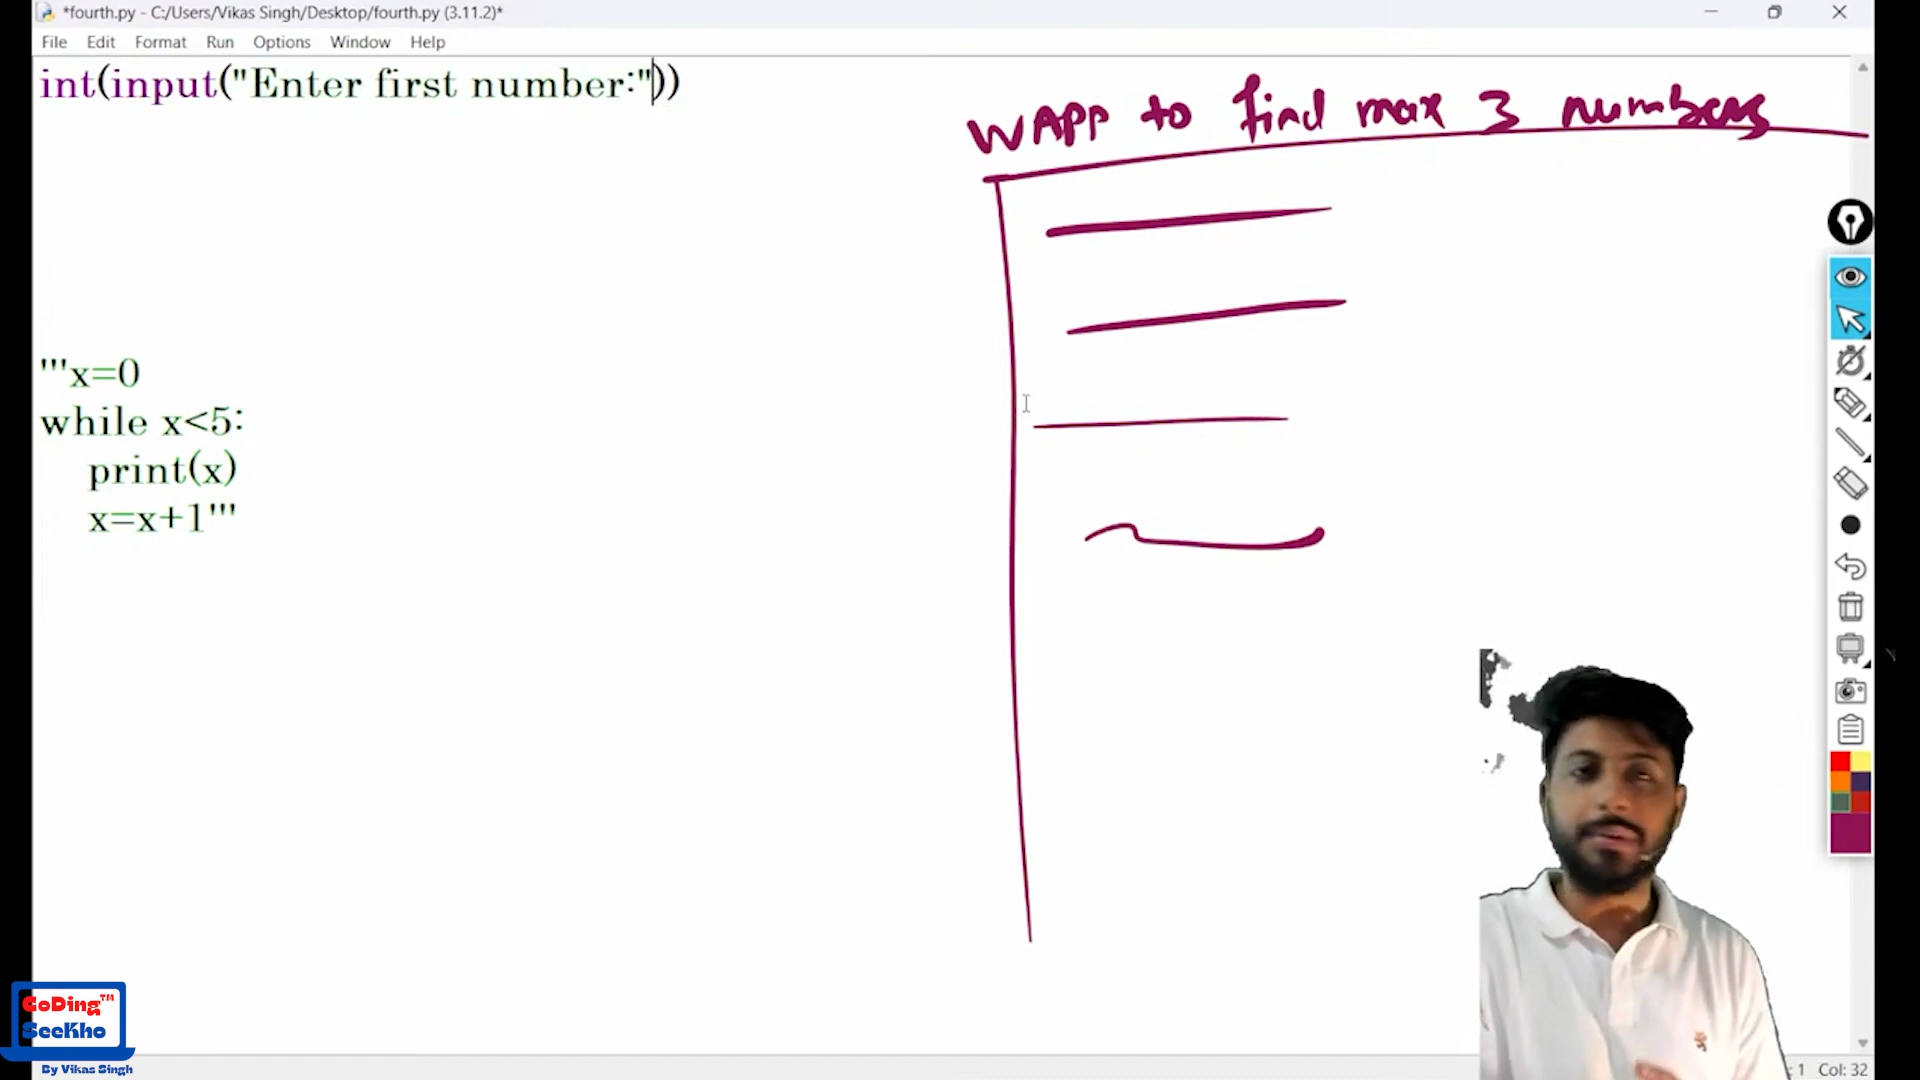 *fourth.py - C:/Users/Vikas Singh/Desktop/fourth.py (3.11.2)*
File Edit Format Run Options Window Help
int(input("Enter first number:"))
WAPP to find max 3 numbers
'''x=0
while x<5:
    print(x)
    x=x+1'''
CoDing™
SeeKho
By Vikas Singh
: 1 Col: 32